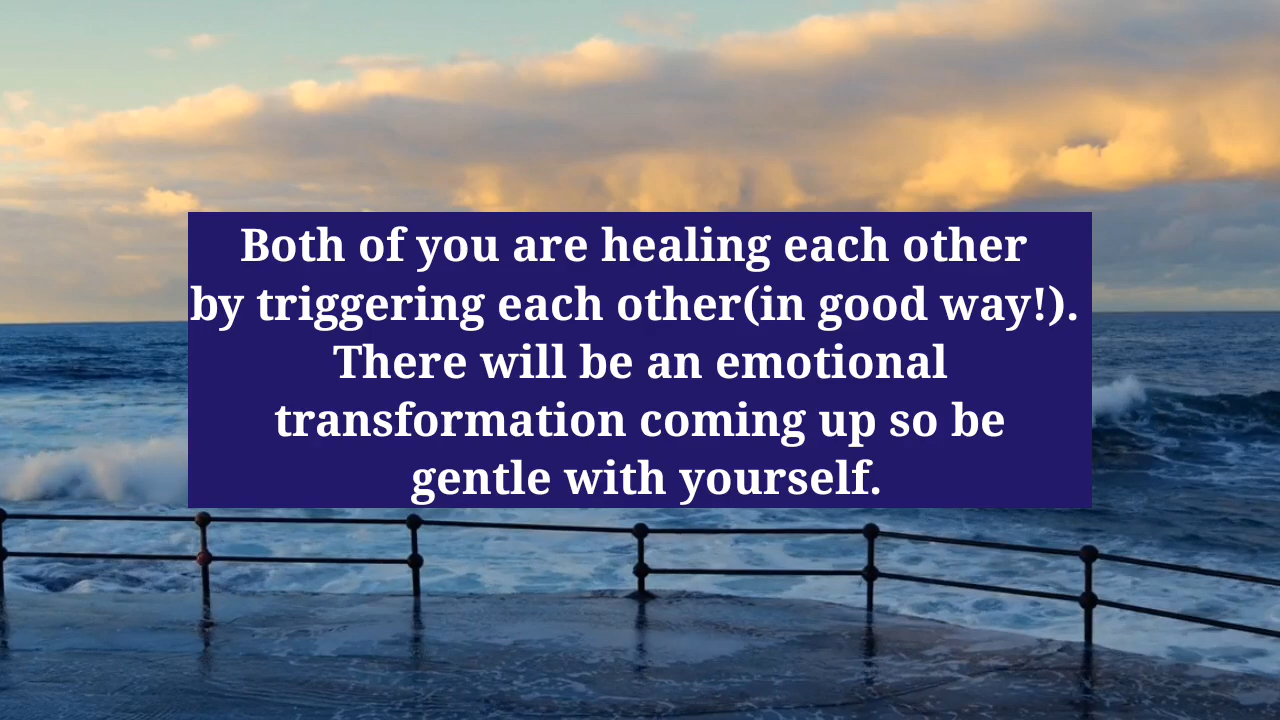 Both of you are healing each other
by triggering each other(in good way!).
There will be an emotional
transformation coming up so be
gentle with yourself.